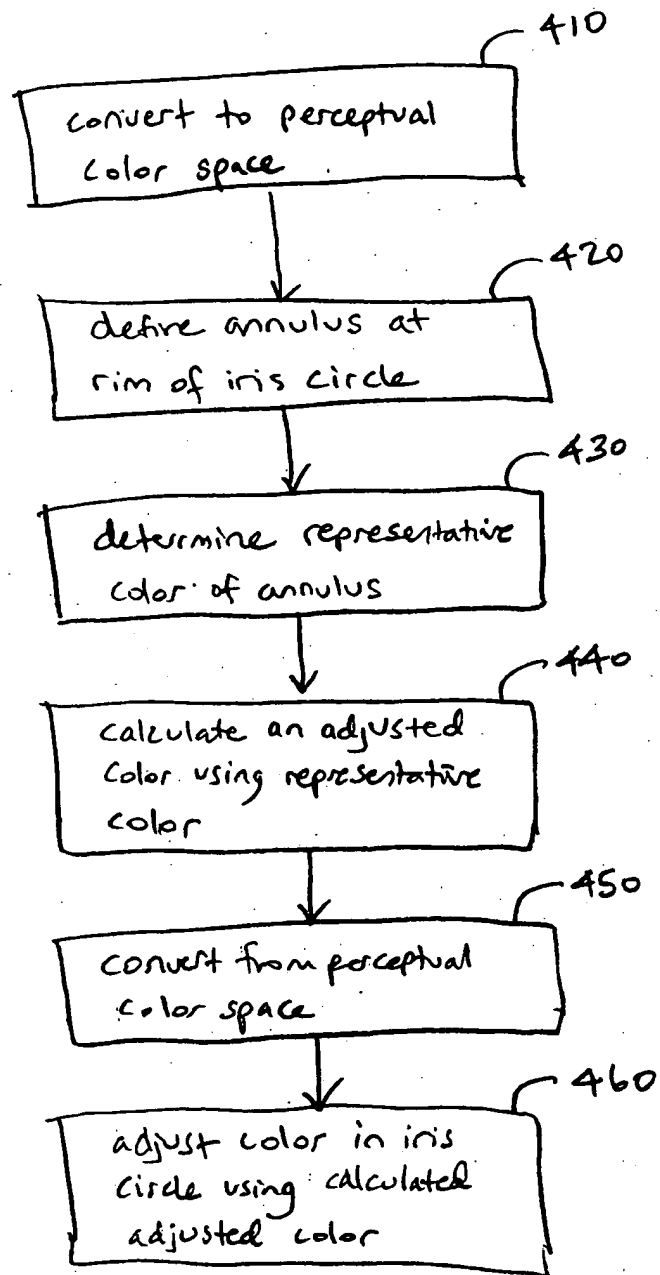 410
convert to perceptual
color space
420
define annulus at
rim of iris circle
430
determine representative
color of annulus
440
calculate an adjusted
color using representative
color
450
convert from perceptual
color space
460
adjust color in iris
circle using calculated
adjusted color